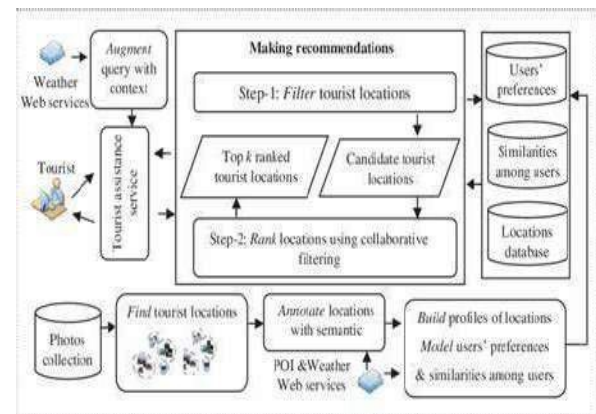 Augment
query with
context
Weather
Web services
Making recommendations
Step-1: Filter tourist locations
Top k ranked
tourist locations
Candidate tourist
locations
Step-2: Rank locations using collaborative
filtering
Users'
preferences
Similarities
among users
Locations
database
Tourist
Tourist assistance
service
Photos
collection
Find tourist locations
Annotate locations
with semantic
POI &Weather
Web services
Build profiles of locations
Model users' preferences
& similarities among users